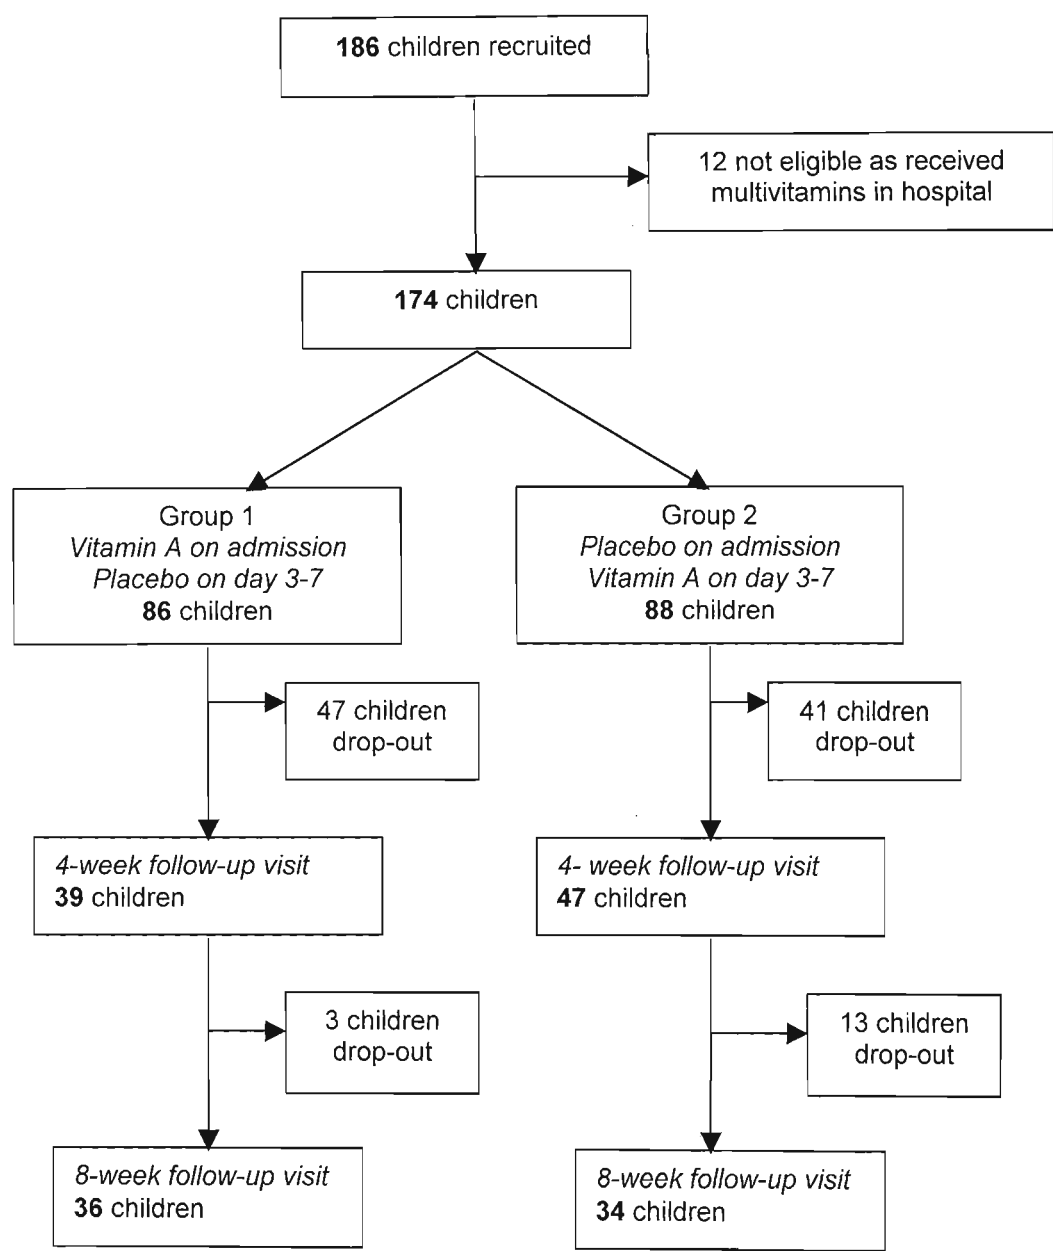 186 children recruited
12 not eligible as received
multivitamins in hospital
174 children
Group 1
Vitamin A on admission
Placebo on day 3-7
86 children
Group 2
Placebo on admission
Vitamin A on day 3-7
88 children
47 children
drop-out
41 children
drop-out
4-week follow-up visit
39 children
4- week follow-up visit
47 children
3 children
drop-out
13 children
drop-out
8-week follow-up visit
36 children
8-week follow-up visit
34 children